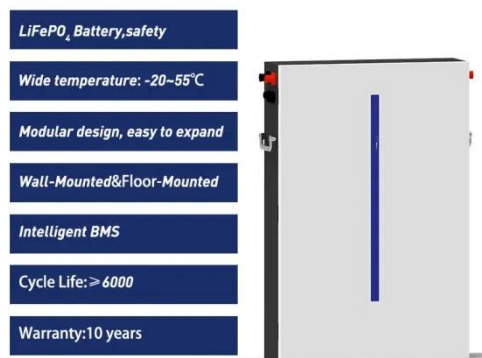 LiFePO₄ Battery,safety
Wide temperature: -20~55℃
Modular design, easy to expand
Wall-Mounted&Floor-Mounted
Intelligent BMS
Cycle Life:≥6000
Warranty:10 years